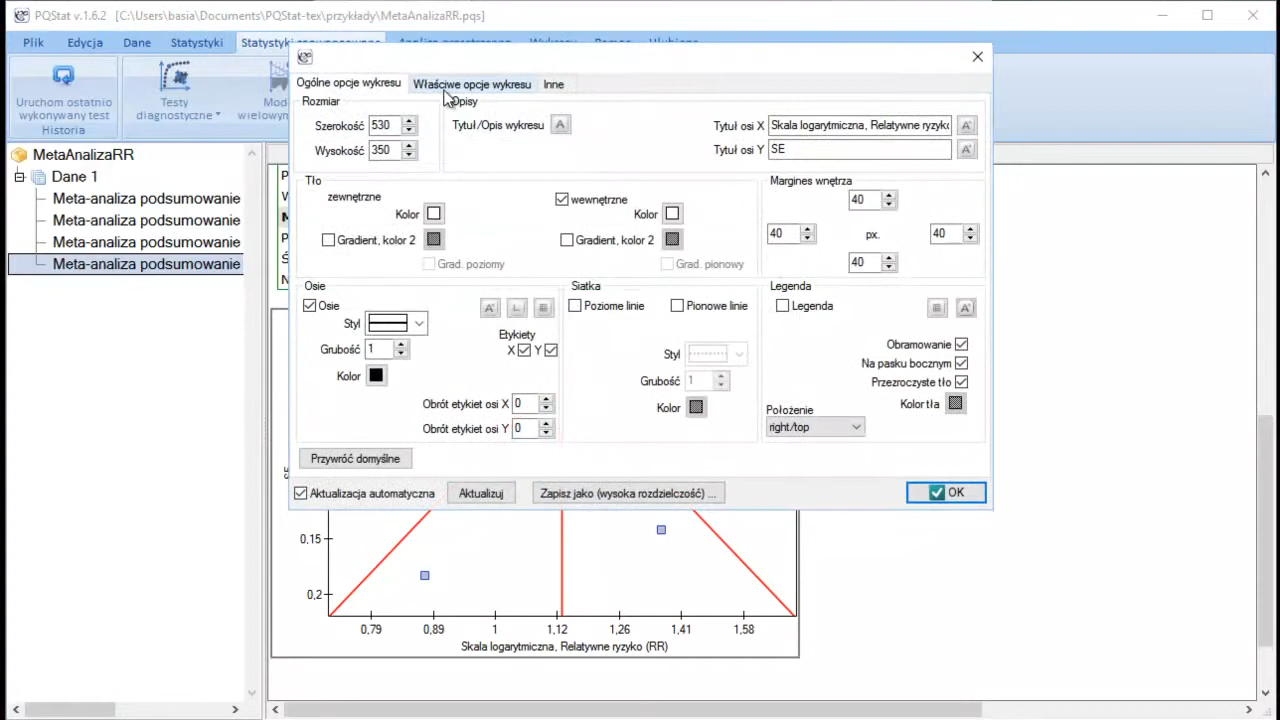 PQStat v.1.6.2 [C:\Users\basia\Documents\PQStat-tex\przykłady\MetaAnalizaRR.pqs]
Plik Edycja Dane Statystyki
Uruchom ostatnio
wykonywany test
Historia
Testy
diagnostyczne
MetaAnalizaRR
Dane 1
Meta-analiza podsumowanie
Meta-analiza podsumowanie
Meta-analiza podsumowanie
Meta-analiza podsumowanie
Ogólne opcje wykresu Właściwe opcje wykresu Inne
Rozmiar
Szerokość 530
Wysokość 350
Opisy
Tytuł/Opis wykresu A
Tytuł osi X Skala logarytmiczna, Relatywne ryzyk
Tytuł osi Y SE
Tło
zewnętrzne
Kolor
Gradient, kolor 2
Grad. poziomy
wewnętrzne
Kolor
Gradient, kolor 2
Grad. pionowy
Margines wnętrza
40
40 px. 40
40
Osie
Osie
Styl
Grubość 1
Kolor
Etykiety
X Y
Obrót etykiet osi X 0
Obrót etykiet osi Y 0
Siatka
Poziome linie Pionowe linie
Styl
Grubość 1
Kolor
Legenda
Legenda
Obramowanie
Na pasku bocznym
Przezroczyste tło
Kolor tła
Położenie
right/top
Przywróć domyślne
Aktualizacja automatyczna Aktualizuj Zapisz jako (wysoka rozdzielczość) ... OK
0,15
0,2
0,79 0,89 1 1,12 1,26 1,41 1,58
Skala logarytmiczna, Relatywne ryzyko (RR)